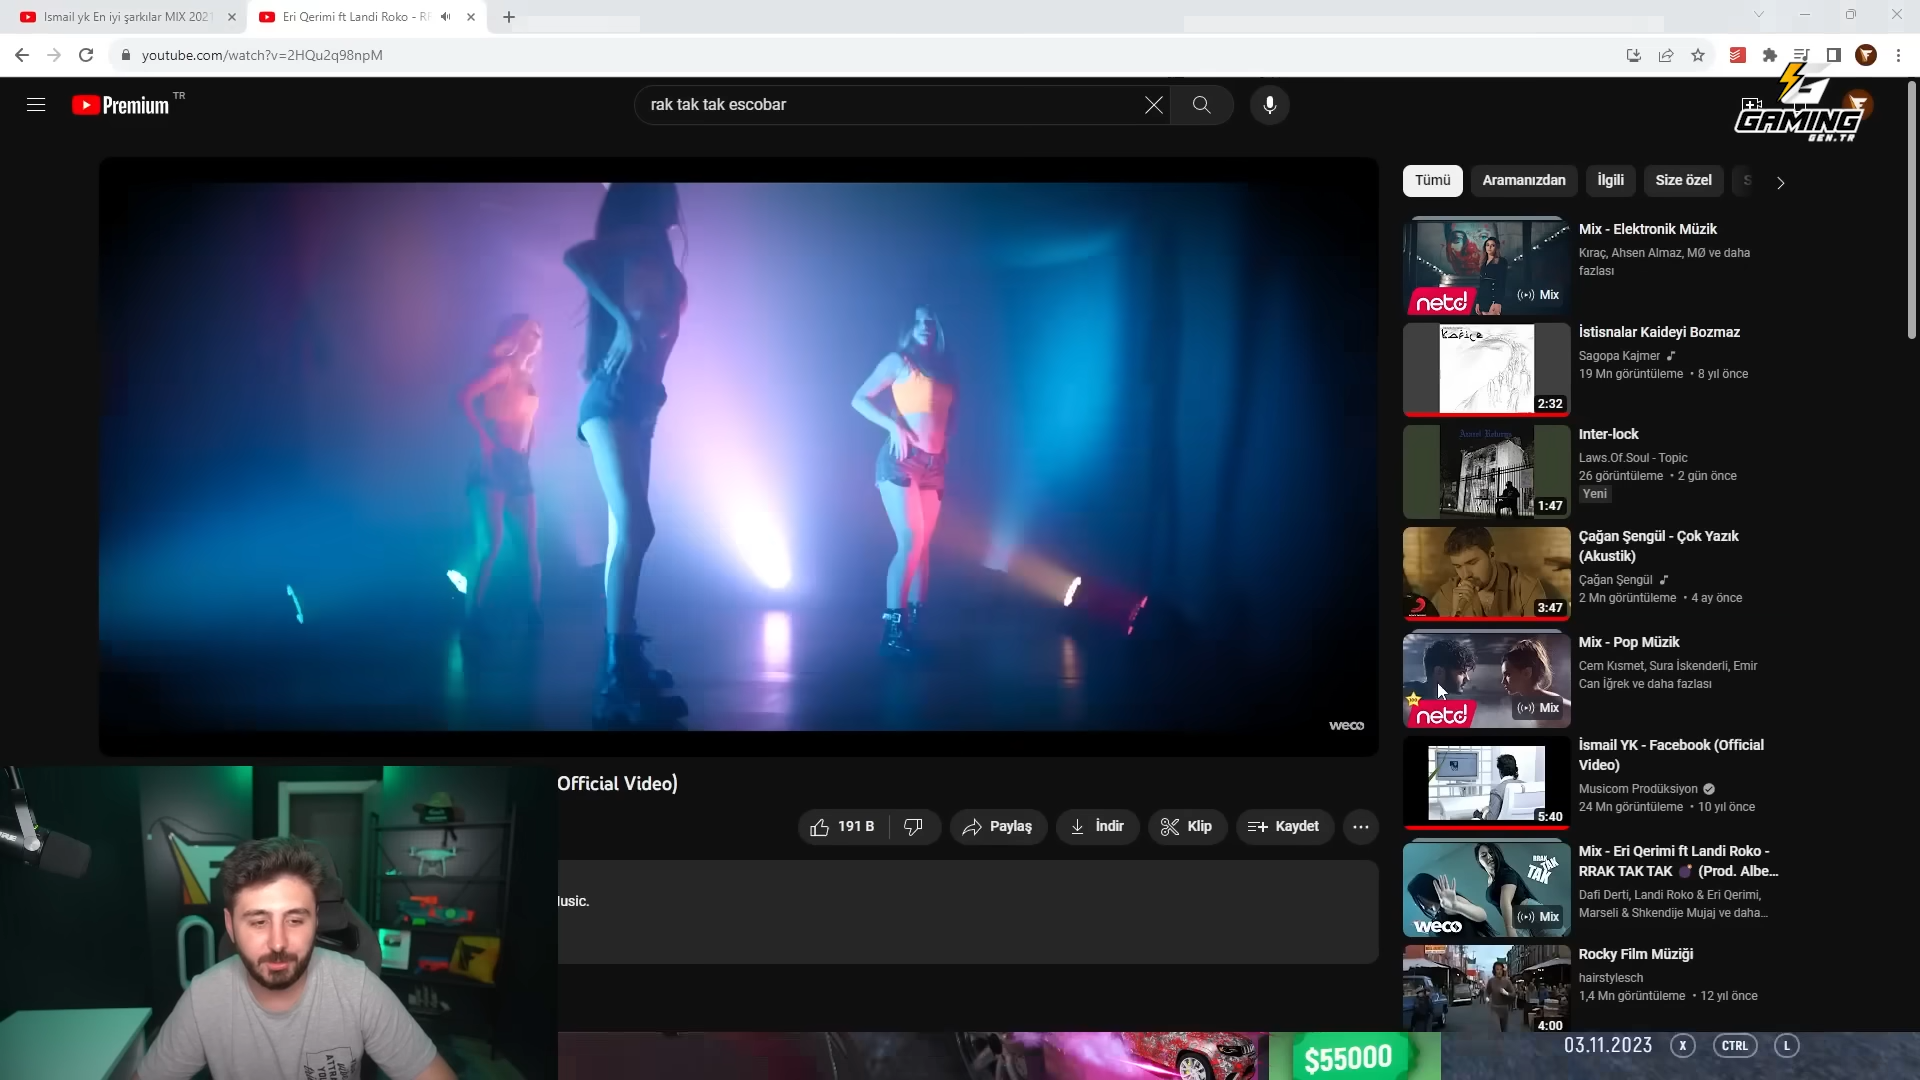 Ismail yk En iyi şarkılar MIX 2021
Eri Qerimi ft Landi Roko - RR
youtube.com/watch?v=2HQu2q98npM
Premium TR
rak tak tak escobar
GAMING
GEN.TR
Tümü
Aramanızdan
İlgili
Size özel
S
Mix - Elektronik Müzik
Kıraç, Ahsen Almaz, MØ ve daha
fazlası
netd
Mix
İstisnalar Kaideyi Bozmaz
Sagopa Kajmer
19 Mn görüntüleme • 8 yıl önce
Kafile
2:32
Inter-lock
Laws.Of.Soul - Topic
26 görüntüleme • 2 gün önce
Yeni
1:47
Çağan Şengül - Çok Yazık
(Akustik)
Çağan Şengül
2 Mn görüntüleme • 4 ay önce
3:47
Mix - Pop Müzik
Cem Kısmet, Sura İskenderli, Emir
Can İğrek ve daha fazlası
netd
Mix
weco
İsmail YK - Facebook (Official
Video)
Musicom Prodüksiyon
24 Mn görüntüleme • 10 yıl önce
5:40
Official Video)
191 B
Paylaş
İndir
Klip
Kaydet
Mix - Eri Qerimi ft Landi Roko -
RRAK TAK TAK 💣 (Prod. Albe...
Dafi Derti, Landi Roko & Eri Qerimi,
Marseli & Shkendije Mujaj ve daha...
RRAK
TAK
TAK
weco
Mix
usic.
Rocky Film Müziği
hairstylesch
1,4 Mn görüntüleme • 12 yıl önce
4:00
$55000
03.11.2023
X
CTRL
L